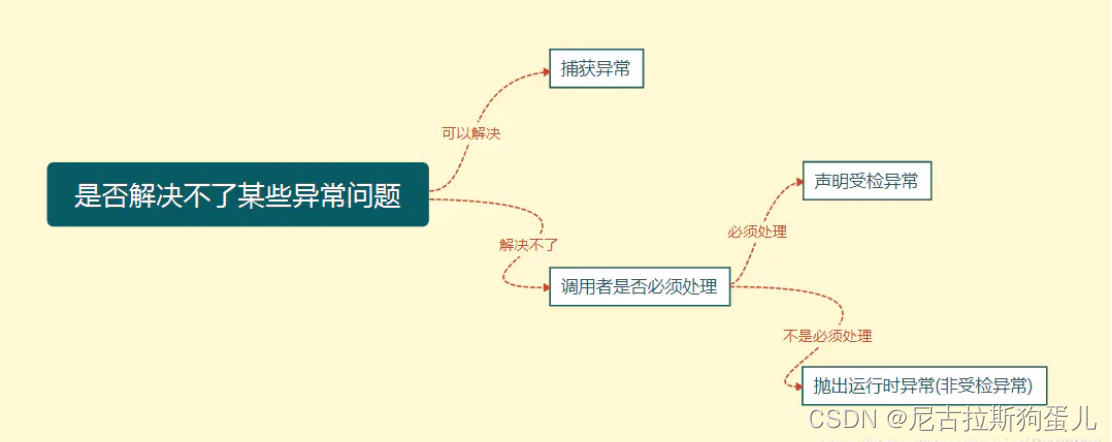 捕获异常
可以解决
是否解决不了某些异常问题
声明受检异常
必须处理
解决不了
调用者是否必须处理
不是必须处理
抛出运行时异常(非受检异常)
CSDN @尼古拉斯狗蛋儿